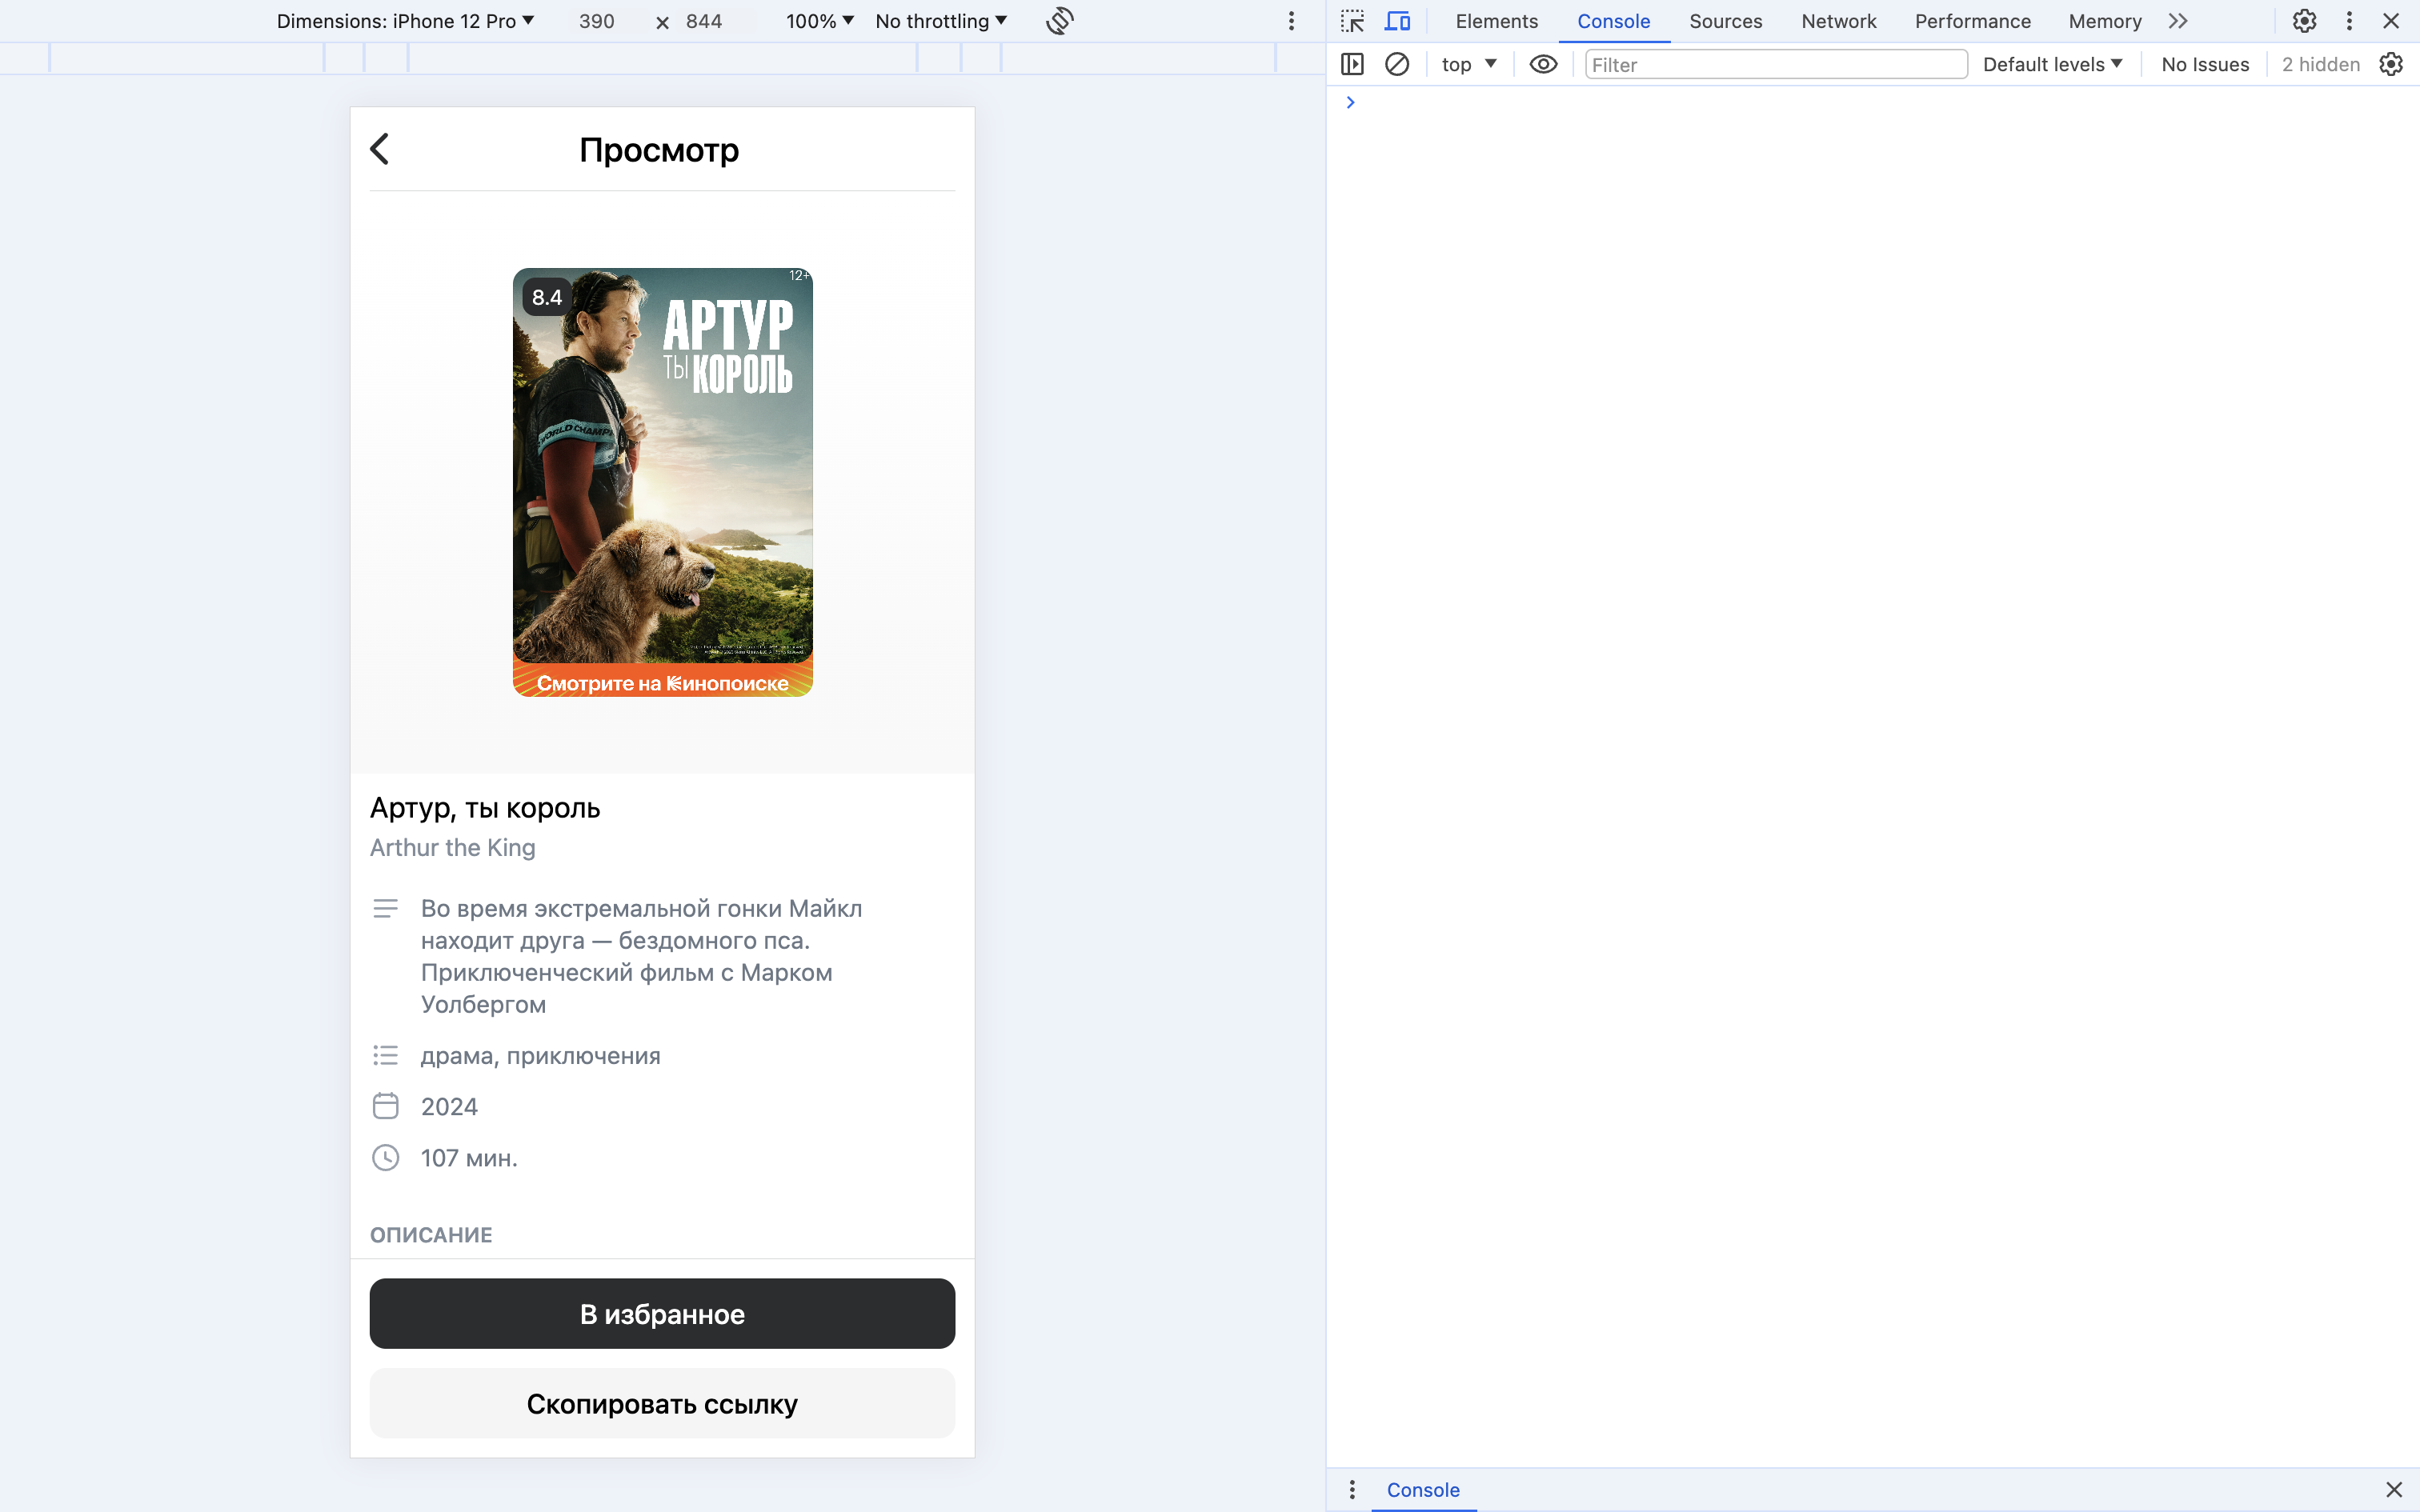 Dimensions: iPhone 12 Pro 390 × 844 100% No throttling
Elements Console Sources Network Performance Memory
top Filter Default levels No Issues 2 hidden
Просмотр
12+
8.4
АРТУР
ТЫ КОРОЛЬ
WORLD CHAMPI
Смотрите на Кинопоиске
Артур, ты король
Arthur the King
Во время экстремальной гонки Майкл
находит друга — бездомного пса.
Приключенческий фильм с Марком
Уолбергом
драма, приключения
2024
107 мин.
ОПИСАНИЕ
В избранное
Скопировать ссылку
Console